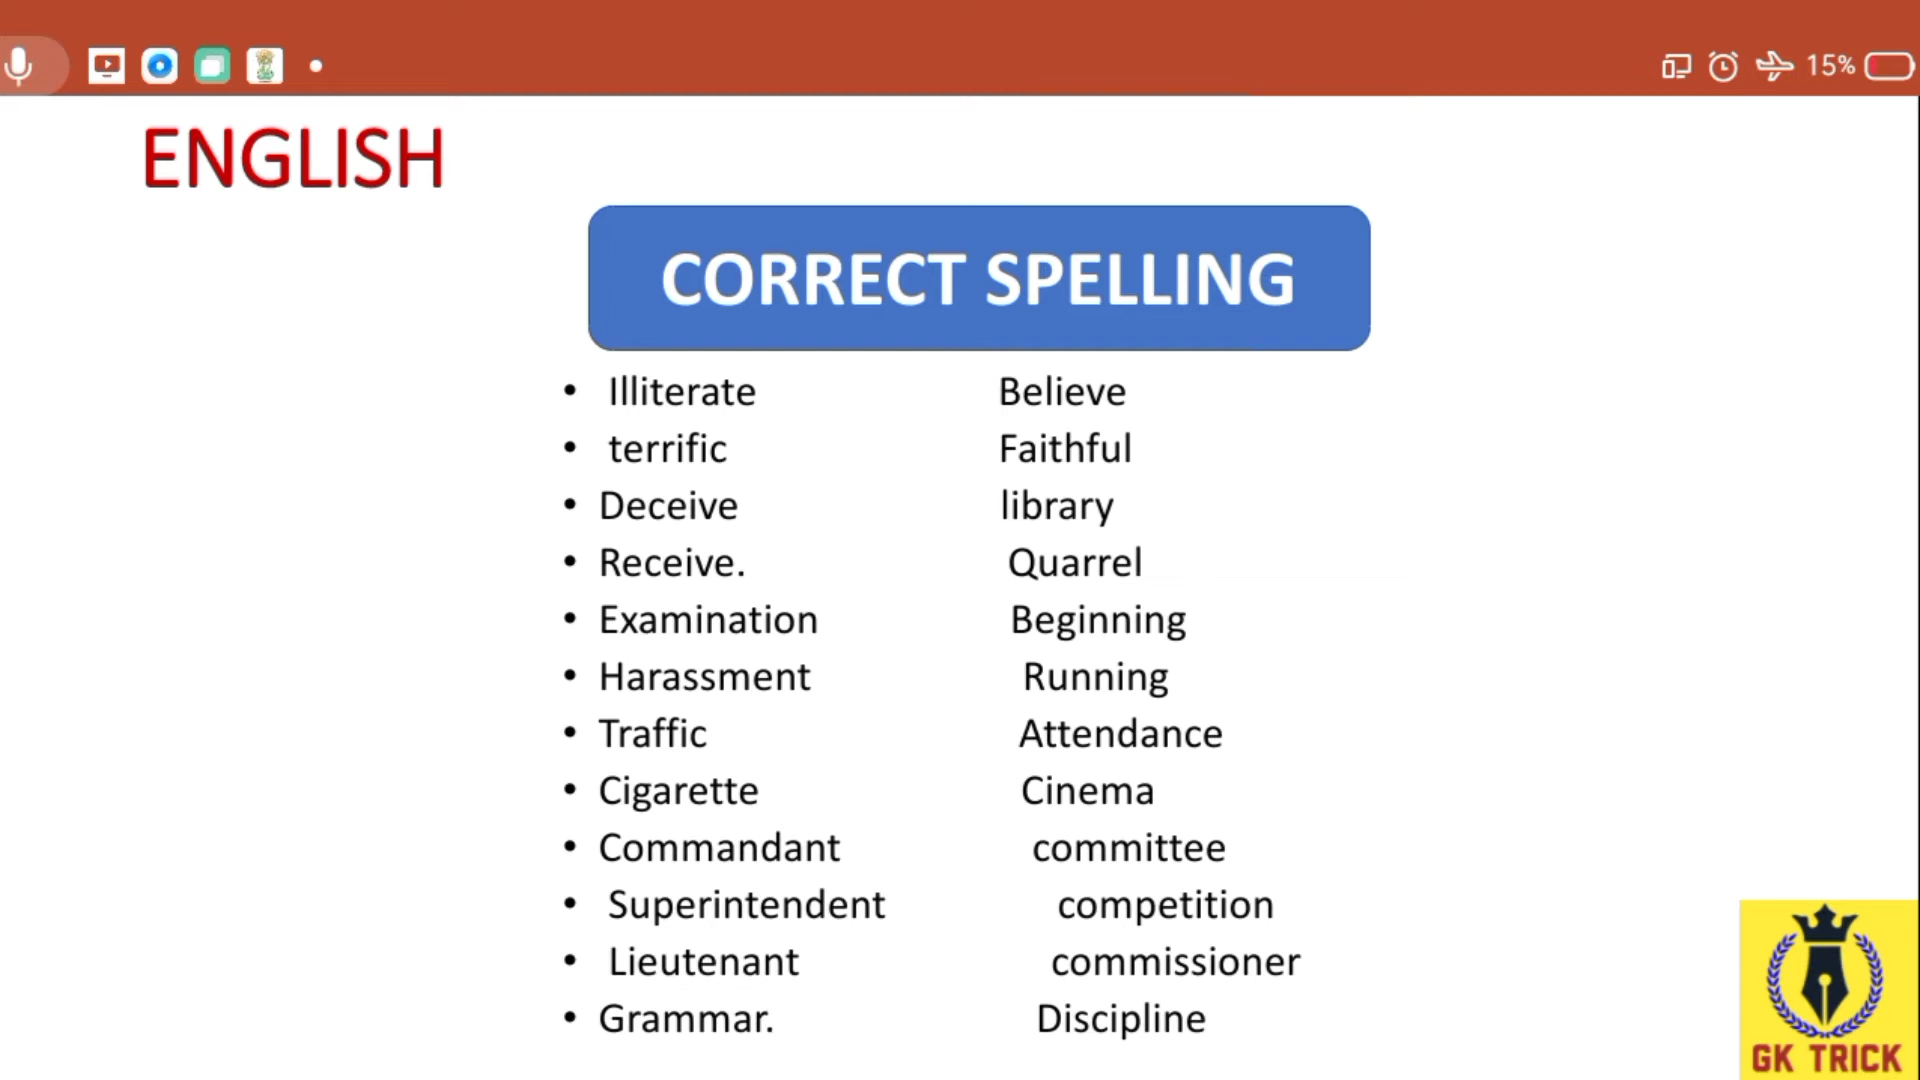 15%
ENGLISH
CORRECT SPELLING
• Illiterate Believe
• terrific Faithful
• Deceive library
• Receive. Quarrel
• Examination Beginning
• Harassment Running
• Traffic Attendance
• Cigarette Cinema
• Commandant committee
• Superintendent competition
• Lieutenant commissioner
• Grammar. Discipline
GK TRICK